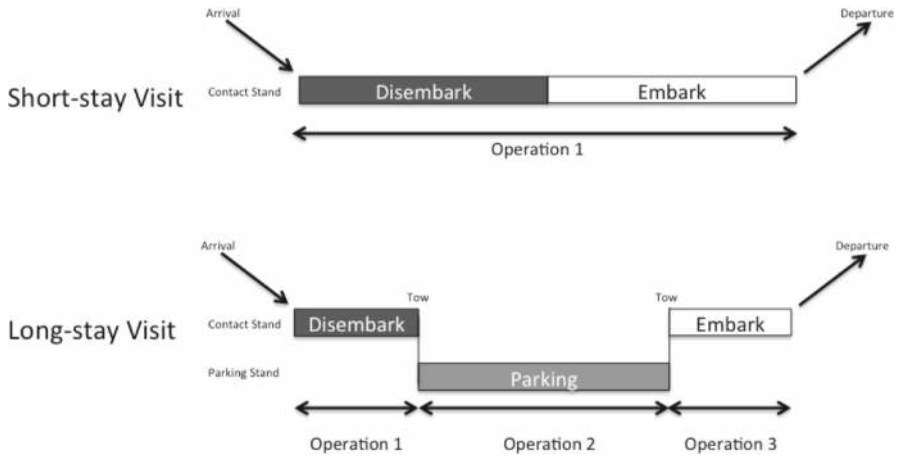 Arrival
Departure
Short-stay Visit
Contact Stand
Disembark
Embark
Operation 1
Arrival
Departure
Tow
Tow
Long-stay Visit
Contact Stand
Disembark
Embark
Parking Stand
Parking
Operation 1
Operation 2
Operation 3